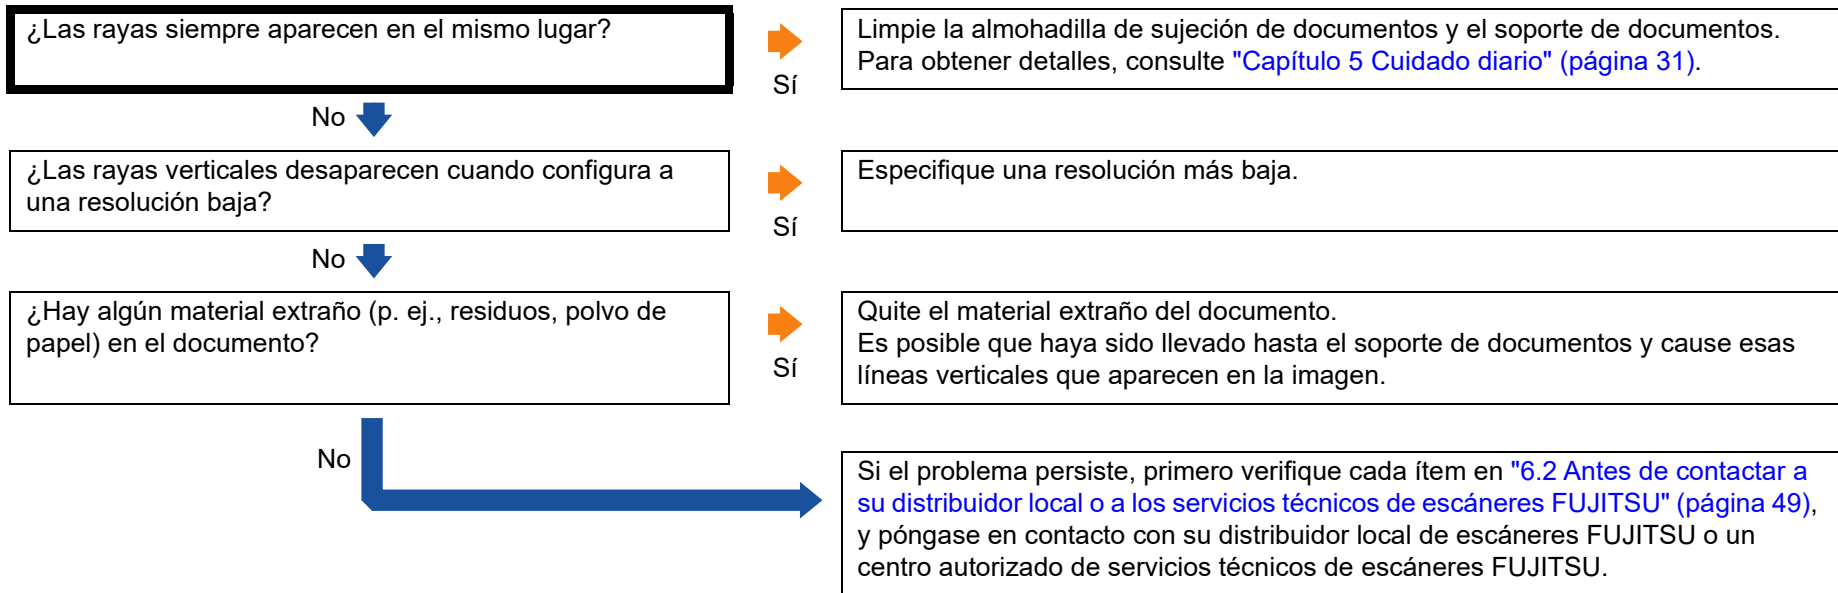 ¿Las rayas siempre aparecen en el mismo lugar?
Sí
Limpie la almohadilla de sujeción de documentos y el soporte de documentos.
Para obtener detalles, consulte "Capítulo 5 Cuidado diario" (página 31).
No
¿Las rayas verticales desaparecen cuando configura a
una resolución baja?
Sí
Especifique una resolución más baja.
No
¿Hay algún material extraño (p. ej., residuos, polvo de
papel) en el documento?
Sí
Quite el material extraño del documento.
Es posible que haya sido llevado hasta el soporte de documentos y cause esas
líneas verticales que aparecen en la imagen.
No
Si el problema persiste, primero verifique cada ítem en "6.2 Antes de contactar a
su distribuidor local o a los servicios técnicos de escáneres FUJITSU" (página 49),
y póngase en contacto con su distribuidor local de escáneres FUJITSU o un
centro autorizado de servicios técnicos de escáneres FUJITSU.